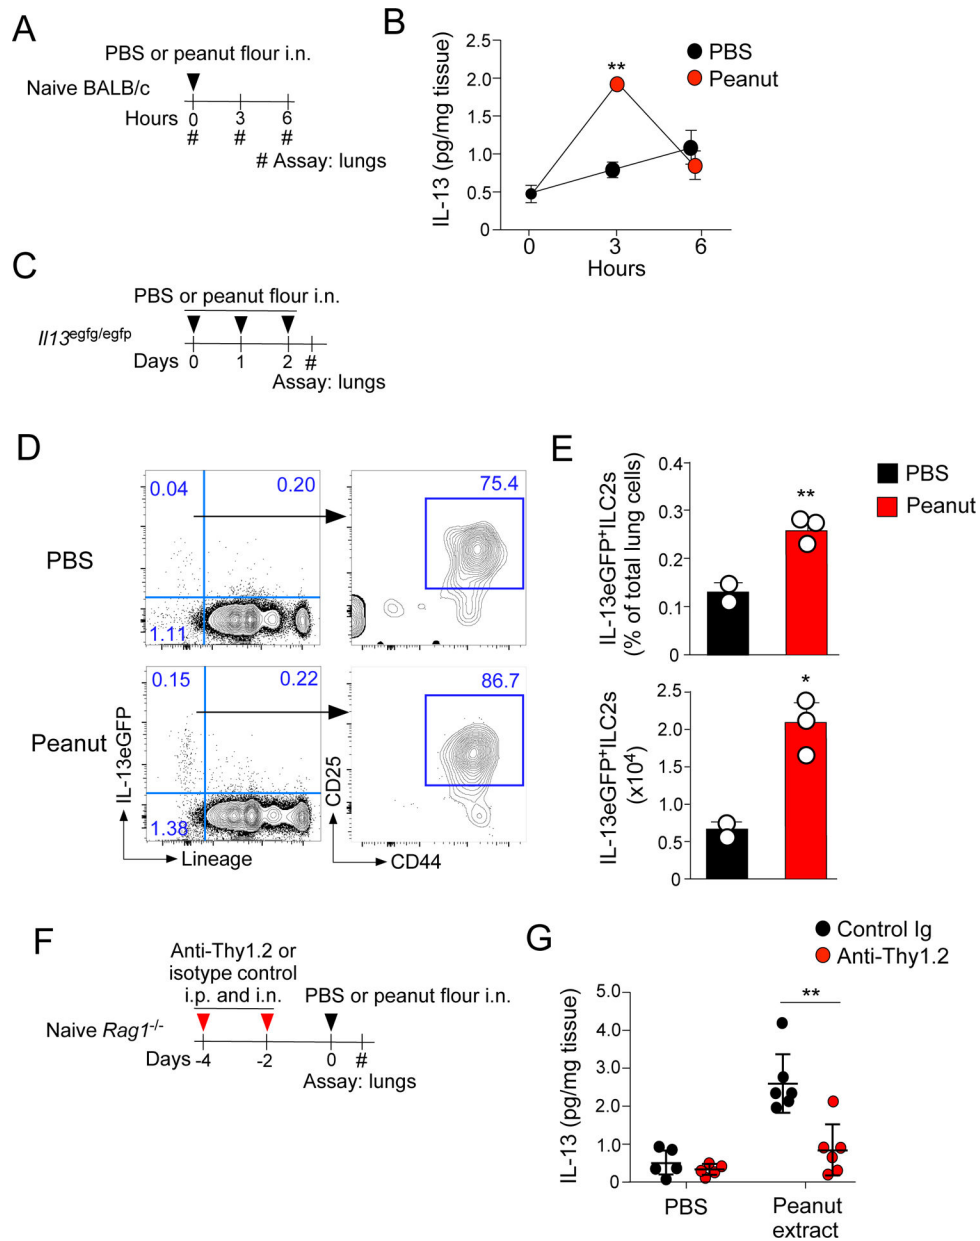 A
PBS or peanut flour i.n.
Naive BALB/c
Hours 0 3 6
# # #
# Assay: lungs
B
IL-13 (pg/mg tissue)
2.5
2.0
1.5
1.0
0.5
0
**
PBS
Peanut
0 3 6
Hours
C
PBS or peanut flour i.n.
Il13egfg/egfp
Days 0 1 2 #
Assay: lungs
D
PBS
0.04 0.20
1.11
75.4
Peanut
0.15 0.22
1.38
86.7
IL-13eGFP
Lineage
CD25
CD44
E
IL-13eGFP+ILC2s
(% of total lung cells)
0.4
0.3
0.2
0.1
0
**
PBS
Peanut
IL-13eGFP+ILC2s
(x104)
2.5
2.0
1.0
0.5
0
*
F
Anti-Thy1.2 or
isotype control
i.p. and i.n.
PBS or peanut flour i.n.
Naive Rag1-/-
Days -4 -2 0 #
Assay: lungs
G
Control Ig
Anti-Thy1.2
IL-13 (pg/mg tissue)
5.0
4.0
3.0
2.0
1.0
0
**
PBS
Peanut
extract